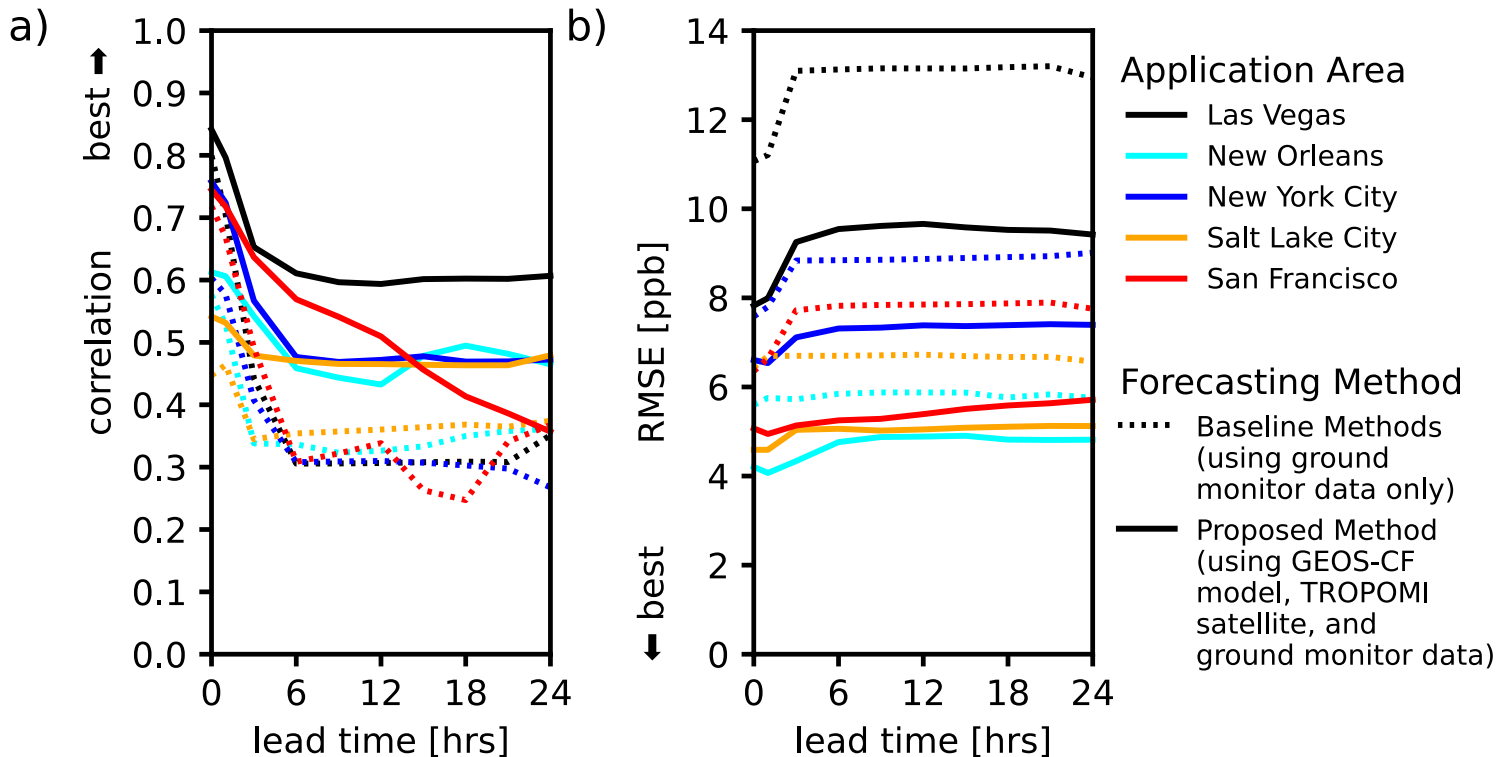 a)
1.0
0.9
0.8
0.7
0.6
0.5
0.4
0.3
0.2
0.1
0.0
correlation
best ➡
0
6
12
18
24
lead time [hrs]
b)
14
12
10
8
6
4
2
0
⬅ best
RMSE [ppb]
0
6
12
18
24
lead time [hrs]
Application Area
Las Vegas
New Orleans
New York City
Salt Lake City
San Francisco
Forecasting Method
Baseline Methods
(using ground
monitor data only)
Proposed Method
(using GEOS-CF
model, TROPOMI
satellite, and
ground monitor data)